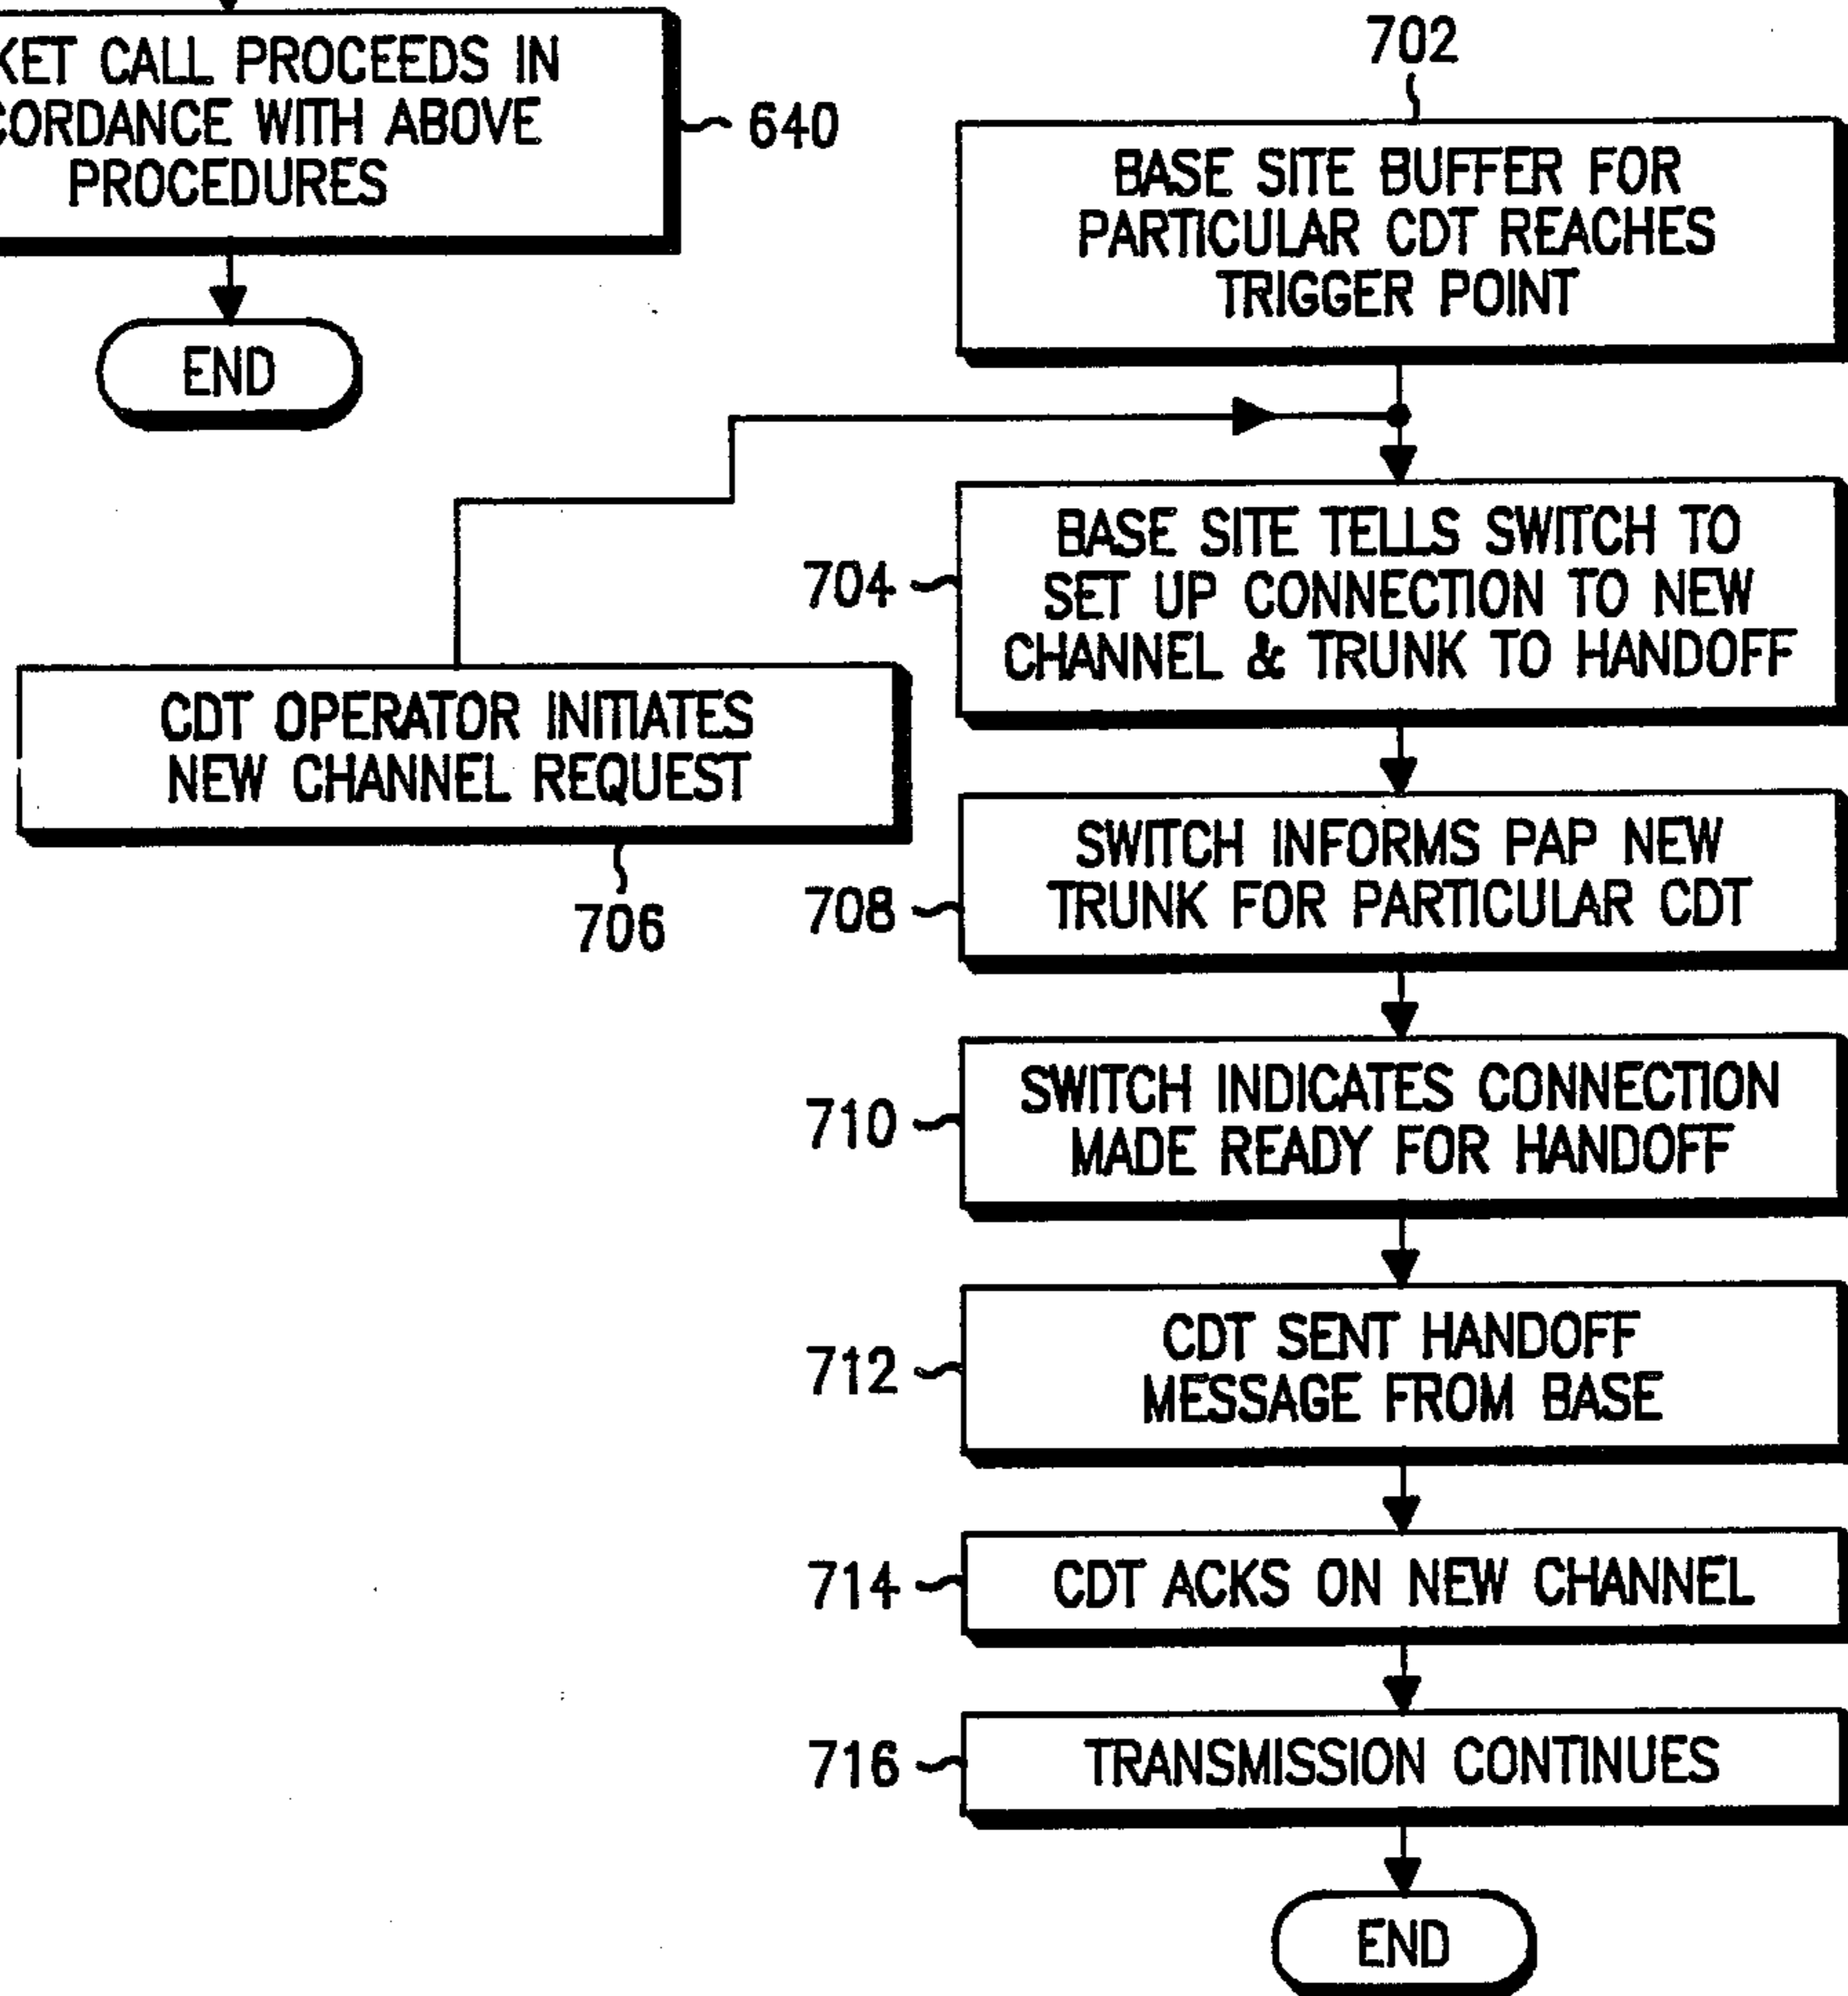 CALL PROCEEDS IN
WITH ABOVE
PROCEDURES
640
END
702
BASE SITE BUFFER FOR
PARTICULAR CDT REACHES
TRIGGER POINT
704
BASE SITE TELLS SWITCH TO
SET UP CONNECTION TO NEW
CHANNEL & TRUNK TO HANDOFF
CDT OPERATOR INITIATES
NEW CHANNEL REQUEST
706
708
SWITCH INFORMS PAP NEW
TRUNK FOR PARTICULAR CDT
710
SWITCH INDICATES CONNECTION
MADE READY FOR HANDOFF
712
CDT SENT HANDOFF
MESSAGE FROM BASE
714
CDT ACKS ON NEW CHANNEL
716
TRANSMISSION CONTINUES
END